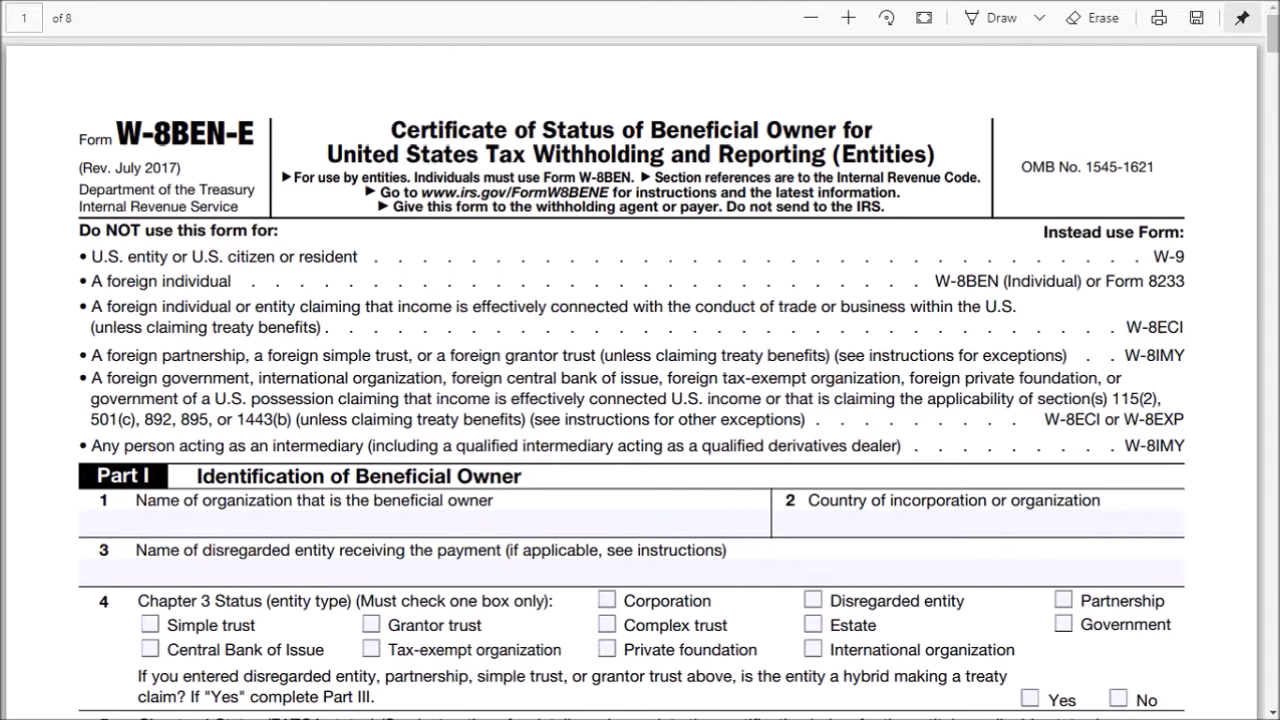 1 of 8 Draw Erase
Form W-8BEN-E
(Rev. July 2017)
Department of the Treasury
Internal Revenue Service
Certificate of Status of Beneficial Owner for
United States Tax Withholding and Reporting (Entities)
▶ For use by entities. Individuals must use Form W-8BEN. ▶ Section references are to the Internal Revenue Code.
▶ Go to www.irs.gov/FormW8BENE for instructions and the latest information.
▶ Give this form to the withholding agent or payer. Do not send to the IRS.
OMB No. 1545-1621
Do NOT use this form for: Instead use Form:
• U.S. entity or U.S. citizen or resident . . . . . . . . . . . . . . . . . . . . . . . . . . . . . . . . W-9
• A foreign individual . . . . . . . . . . . . . . . . . . . . . . . . . . . . W-8BEN (Individual) or Form 8233
• A foreign individual or entity claiming that income is effectively connected with the conduct of trade or business within the U.S.
(unless claiming treaty benefits) . . . . . . . . . . . . . . . . . . . . . . . . . . . . . . . . . W-8ECI
• A foreign partnership, a foreign simple trust, or a foreign grantor trust (unless claiming treaty benefits) (see instructions for exceptions) . . W-8IMY
• A foreign government, international organization, foreign central bank of issue, foreign tax-exempt organization, foreign private foundation, or
government of a U.S. possession claiming that income is effectively connected U.S. income or that is claiming the applicability of section(s) 115(2),
501(c), 892, 895, or 1443(b) (unless claiming treaty benefits) (see instructions for other exceptions) . . . . . . . . . W-8ECI or W-8EXP
• Any person acting as an intermediary (including a qualified intermediary acting as a qualified derivatives dealer) . . . . . . . . . W-8IMY
Part I Identification of Beneficial Owner
1 Name of organization that is the beneficial owner 2 Country of incorporation or organization
3 Name of disregarded entity receiving the payment (if applicable, see instructions)
4 Chapter 3 Status (entity type) (Must check one box only): Corporation Disregarded entity Partnership
Simple trust Grantor trust Complex trust Estate Government
Central Bank of Issue Tax-exempt organization Private foundation International organization
If you entered disregarded entity, partnership, simple trust, or grantor trust above, is the entity a hybrid making a treaty
claim? If "Yes" complete Part III. Yes No